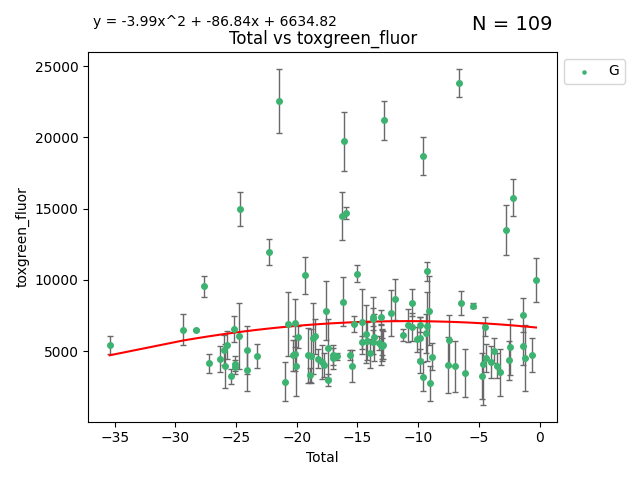 y = -3.99x^2 + -86.84x + 6634.82
N = 109
Total vs toxgreen_fluor
G
25000
20000
15000
10000
5000
toxgreen_fluor
−35
−30
−25
−20
−15
−10
−5
0
Total